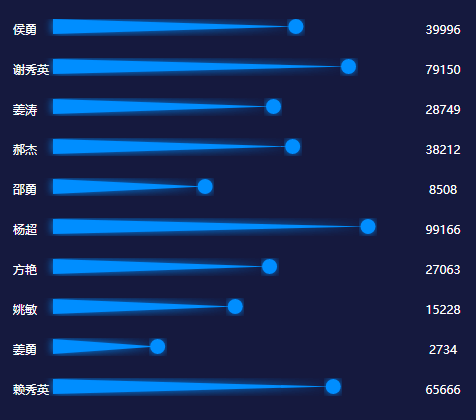 侯勇 39996
谢秀英 79150
姜涛 28749
郝杰 38212
邵勇 8508
杨超 99166
方艳 27063
姚敏 15228
姜勇 2734
赖秀英 65666